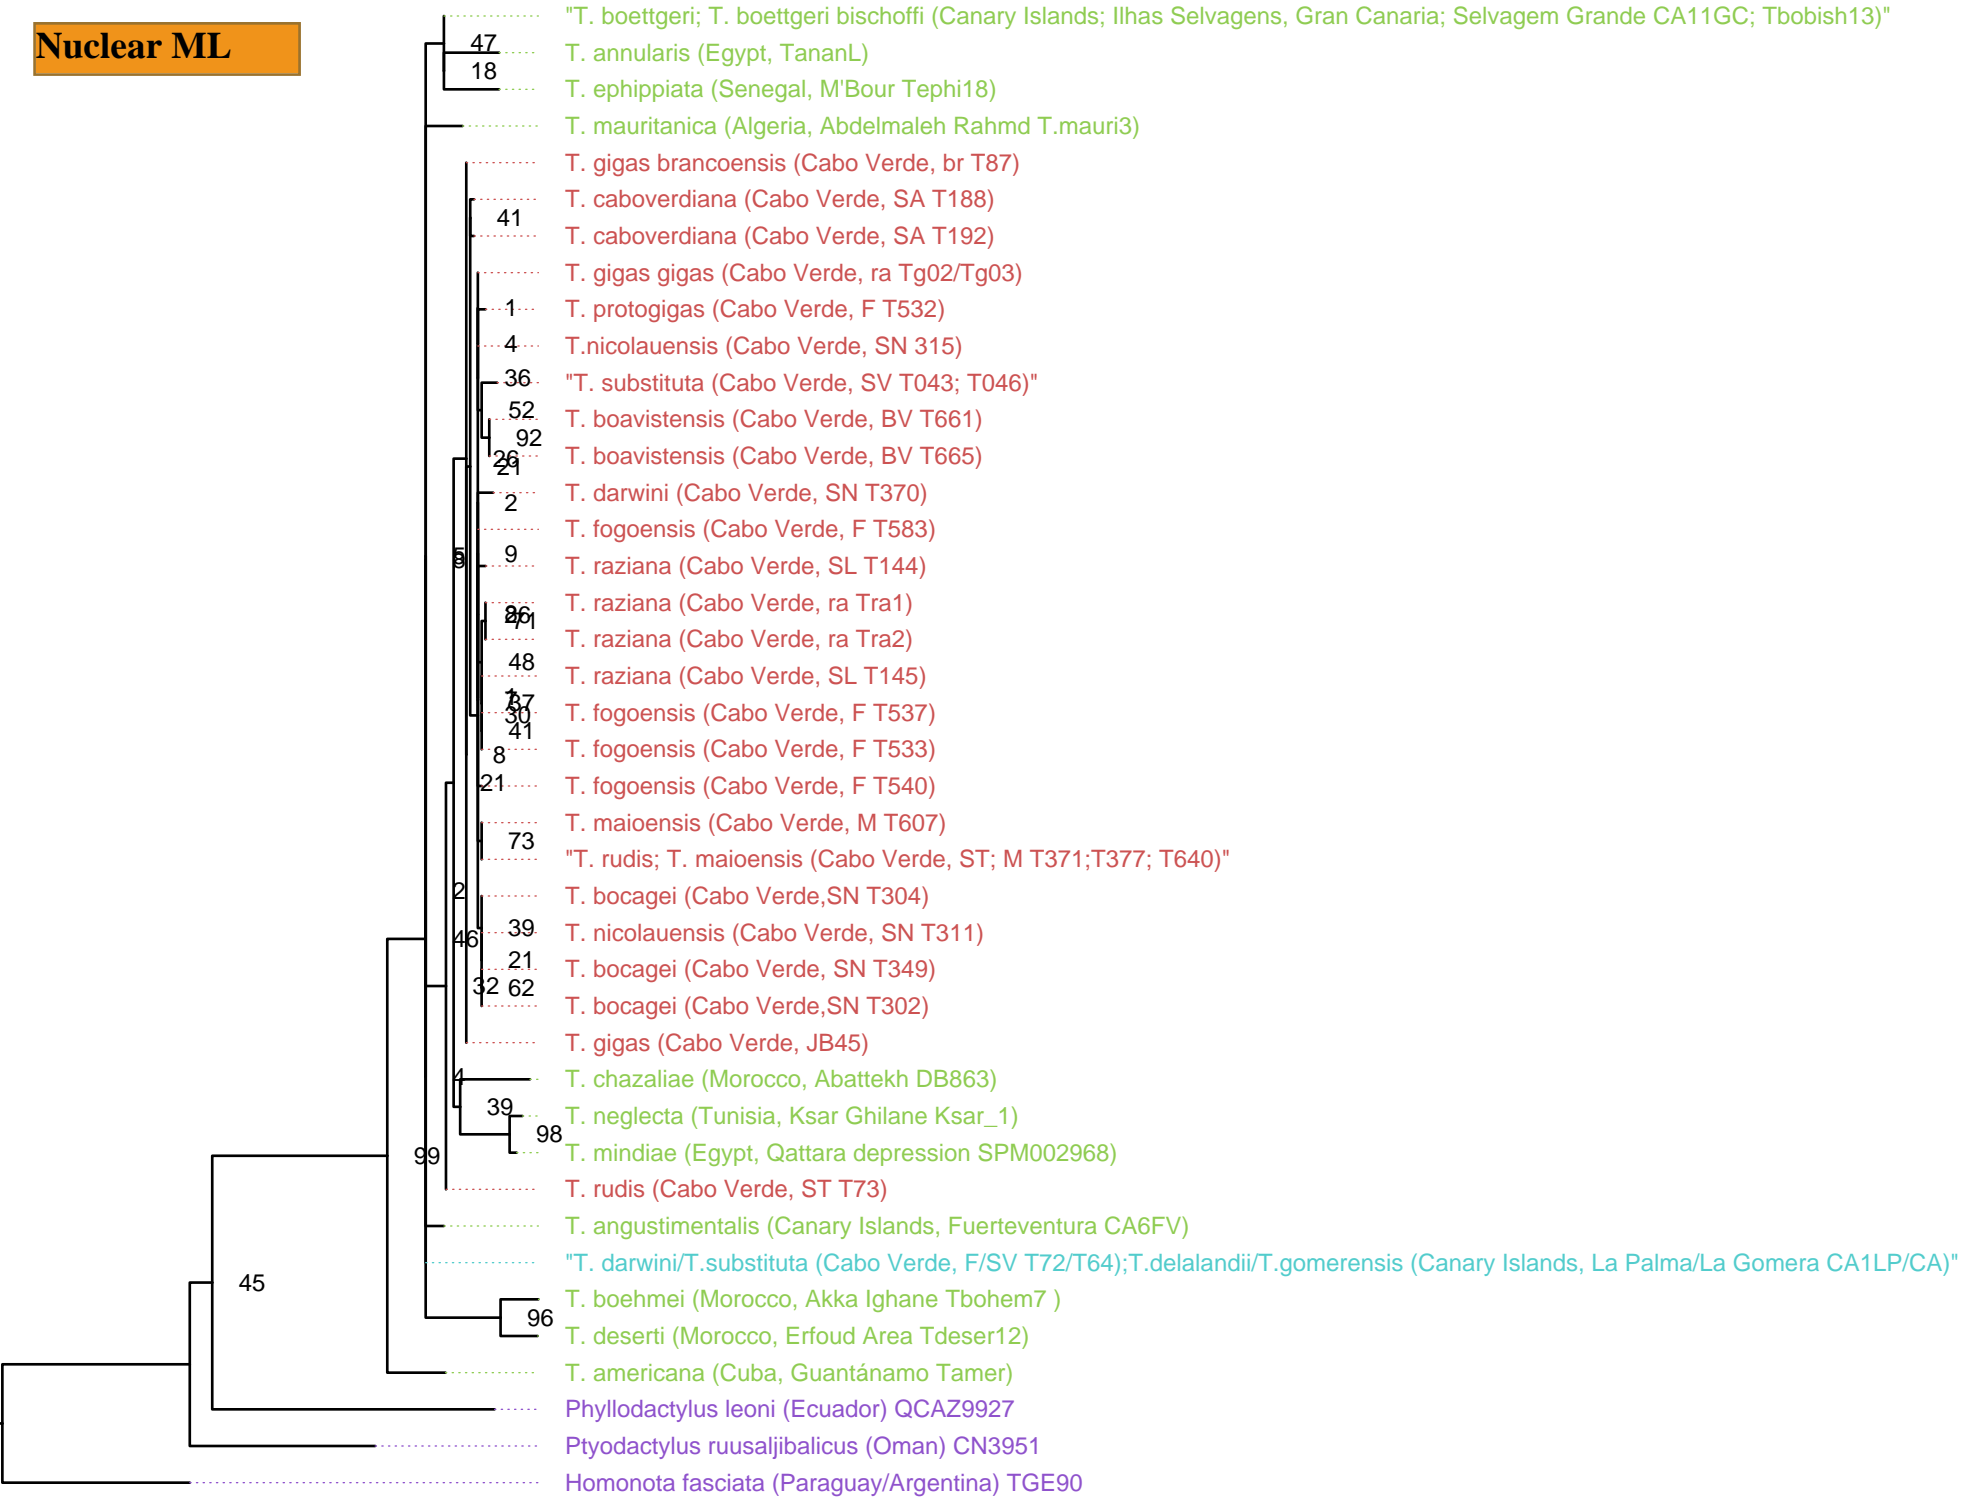 "T. boettgeri; T. boettgeri bischoffi (Canary Islands; Ilhas Selvagens, Gran Canaria; Selvagem Grande CA11GC; Tbobish13)"
Nuclear ML
47
T. annularis (Egypt, TananL)
18
T. ephippiata (Senegal, M'Bour Tephi18)
T. mauritanica (Algeria, Abdelmaleh Rahmd T.mauri3)
T. gigas brancoensis (Cabo Verde, br T87)
T. caboverdiana (Cabo Verde, SA T188)
41
T. caboverdiana (Cabo Verde, SA T192)
T. gigas gigas (Cabo Verde, ra Tg02/Tg03)
1
T. protogigas (Cabo Verde, F T532)
4
T.nicolauensis (Cabo Verde, SN 315)
36
"T. substituta (Cabo Verde, SV T043; T046)"
52
T. boavistensis (Cabo Verde, BV T661)
92
26
21
T. boavistensis (Cabo Verde, BV T665)
T. darwini (Cabo Verde, SN T370)
2
T. fogoensis (Cabo Verde, F T583)
9
T. raziana (Cabo Verde, SL T144)
T. raziana (Cabo Verde, ra Tra1)
71
T. raziana (Cabo Verde, ra Tra2)
48
T. raziana (Cabo Verde, SL T145)
37
T. fogoensis (Cabo Verde, F T537)
30
41
T. fogoensis (Cabo Verde, F T533)
8
21
T. fogoensis (Cabo Verde, F T540)
T. maioensis (Cabo Verde, M T607)
73
"T. rudis; T. maioensis (Cabo Verde, ST; M T371;T377; T640)"
2
T. bocagei (Cabo Verde,SN T304)
39
46
T. nicolauensis (Cabo Verde, SN T311)
21
T. bocagei (Cabo Verde, SN T349)
32
62
T. bocagei (Cabo Verde,SN T302)
T. gigas (Cabo Verde, JB45)
4
T. chazaliae (Morocco, Abattekh DB863)
39
T. neglecta (Tunisia, Ksar Ghilane Ksar_1)
98
T. mindiae (Egypt, Qattara depression SPM002968)
99
T. rudis (Cabo Verde, ST T73)
T. angustimentalis (Canary Islands, Fuerteventura CA6FV)
"T. darwini/T.substituta (Cabo Verde, F/SV T72/T64);T.delalandii/T.gomerensis (Canary Islands, La Palma/La Gomera CA1LP/CA)"
45
T. boehmei (Morocco, Akka Ighane Tbohem7 )
96
T. deserti (Morocco, Erfoud Area Tdeser12)
T. americana (Cuba, Guantánamo Tamer)
Phyllodactylus leoni (Ecuador) QCAZ9927
Ptyodactylus ruusaljibalicus (Oman) CN3951
Homonota fasciata (Paraguay/Argentina) TGE90